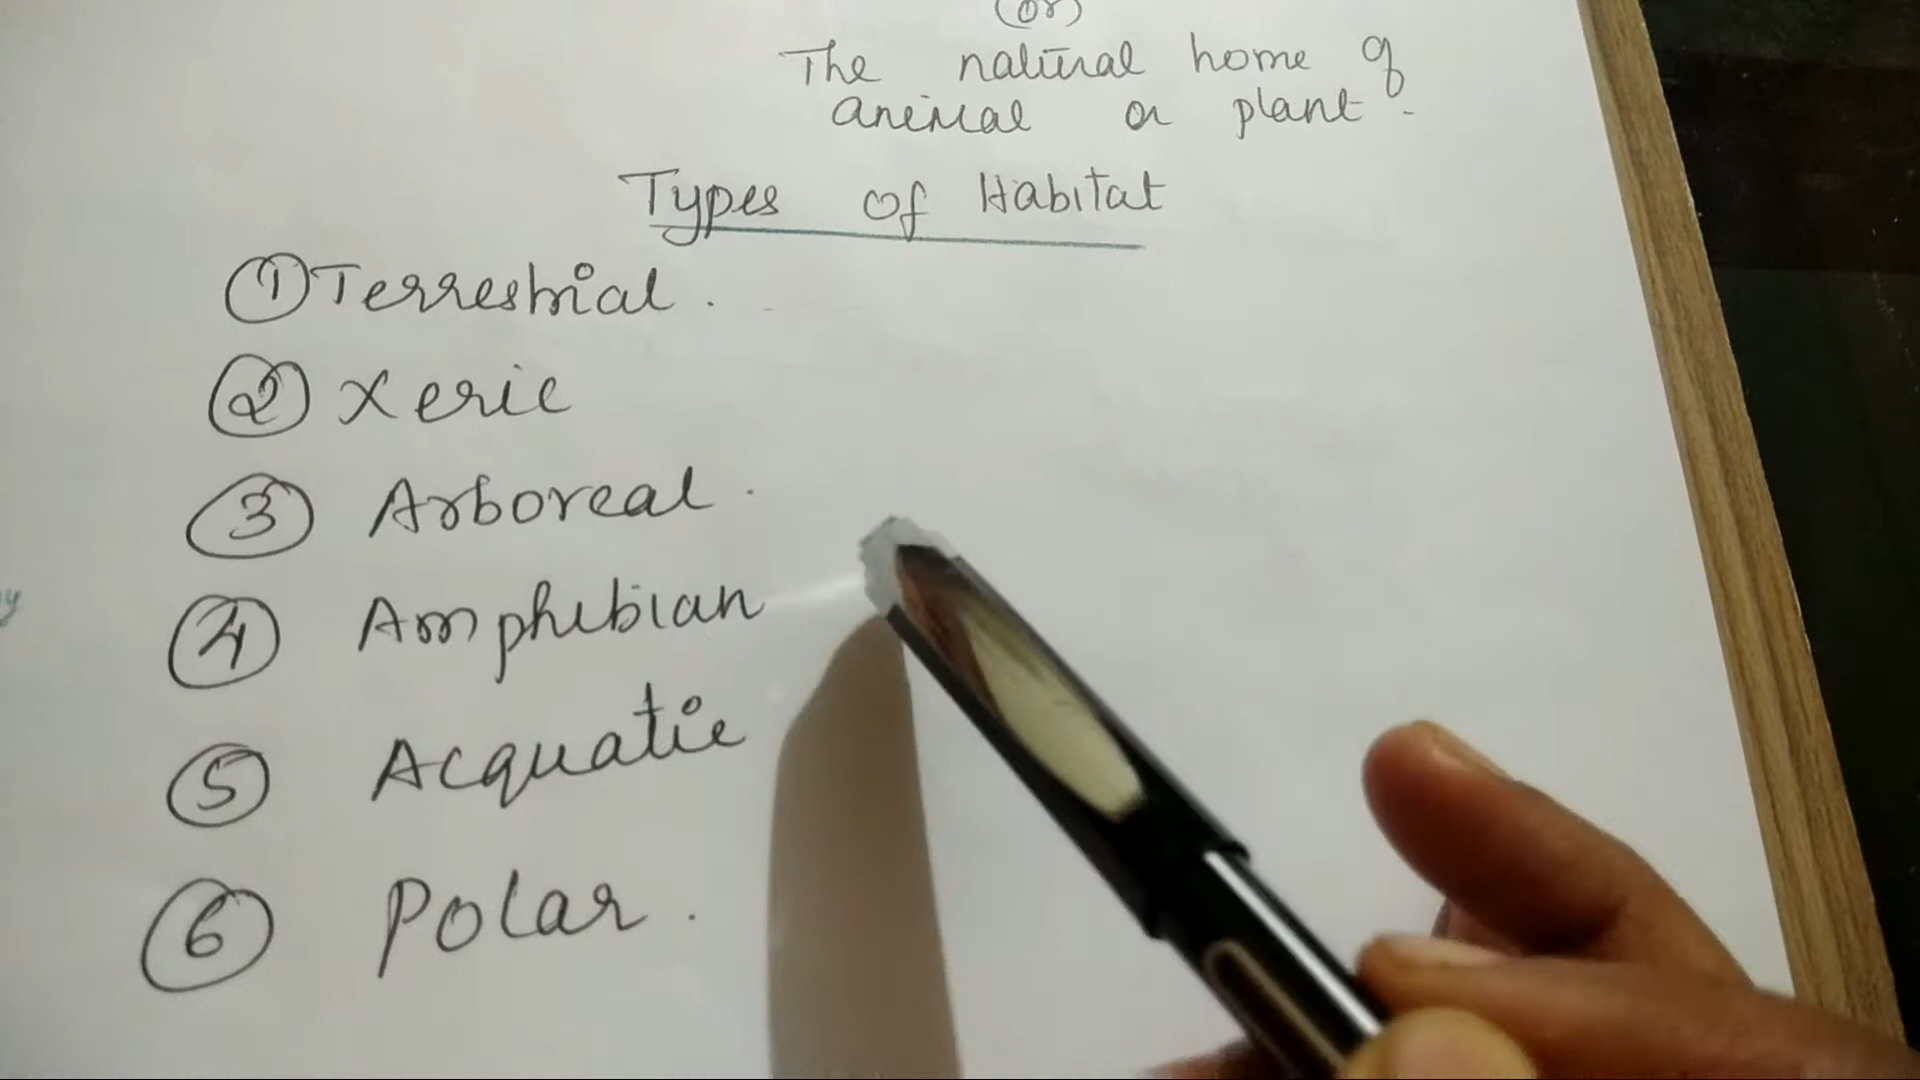 (or)
The natural home of
animal or plant.
Types of Habitat
1 Terrestrial.
2 Xeric
3 Arboreal.
4 Amphibian
5 Acquatic
6 Polar.